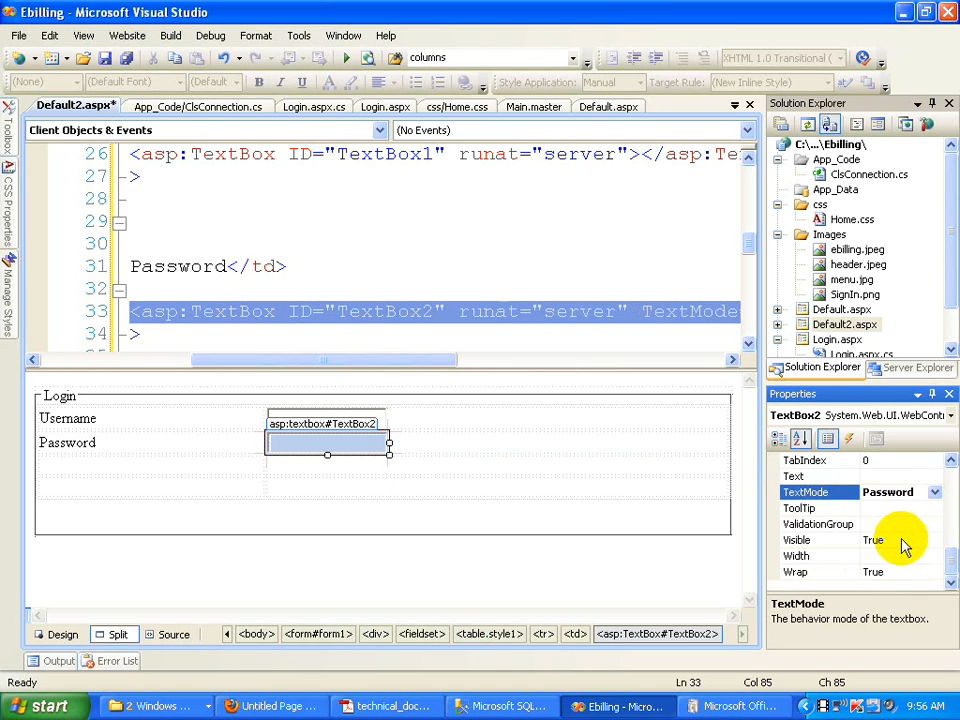 Ebilling - Microsoft Visual Studio
File Edit View Website Build Debug Format Tools Window Help
columns
XHTML 1.0 Transitional (
(None) (Default Font) (Default
B I U A
Style Application: Manual Target Rule: (New Inline Style)
Default2.aspx* App_Code/ClsConnection.cs Login.aspx.cs Login.aspx css/Home.css Main.master Default.aspx
Client Objects & Events (No Events)
26 <asp:TextBox ID="TextBox1" runat="server"></asp:Te
27 >
28
29
30
31 Password</td>
32
33 <asp:TextBox ID="TextBox2" runat="server" TextMode
34 >
Login
Username
asp:textbox#TextBox2
Password
Design Split Source <body> <form#form1> <div> <fieldset> <table.style1> <tr> <td> <asp:TextBox#TextBox2>
Output Error List
Ready Ln 33 Col 85 Ch 85
Toolbox
CSS Properties
Manage Styles
Solution Explorer
C:\...\Ebilling\
App_Code
ClsConnection.cs
App_Data
css
Home.css
Images
ebilling.jpeg
header.jpeg
menu.jpg
SignIn.png
Default.aspx
Default2.aspx
Login.aspx
Login.aspx.cs
Solution Explorer Server Explorer
Properties
TextBox2 System.Web.UI.WebContr
TabIndex 0
Text
TextMode Password
ToolTip
ValidationGroup
Visible True
Width
Wrap True
TextMode
The behavior mode of the textbox.
start 2 Windows ... Untitled Page ... technical_doc... Microsoft SQL... Ebilling - Micros... Microsoft Offi... 9:56 AM